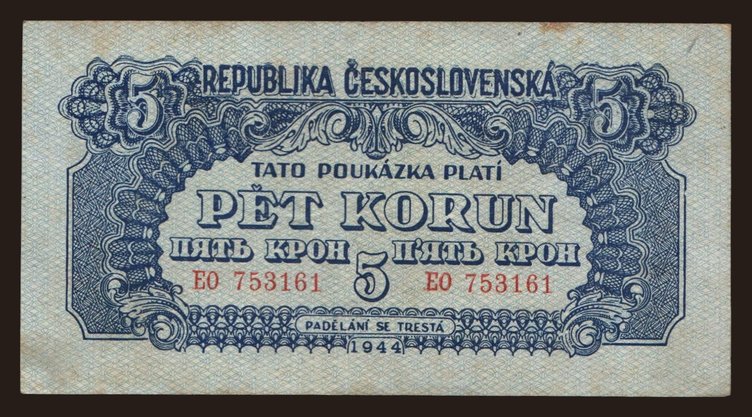 REPUBLIKA ČESKOSLOVENSKÁ
5 5
TATO POUKÁZKA PLATÍ
PĚT KORUN
ПЯТЬ КРОН П'ЯТЬ КРОН
5
EO 753161 EO 753161
PADĚLÁNÍ SE TRESTÁ
1944